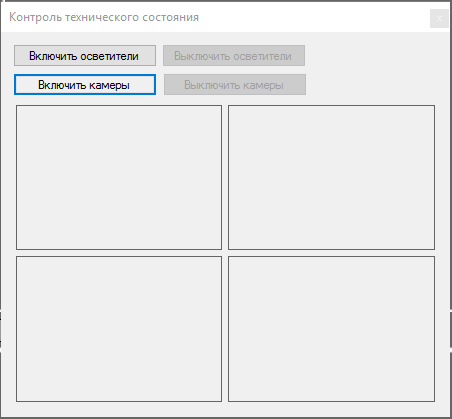 Контроль технического состояния
Включить осветители Выключить осветители
Включить камеры Выключить камеры